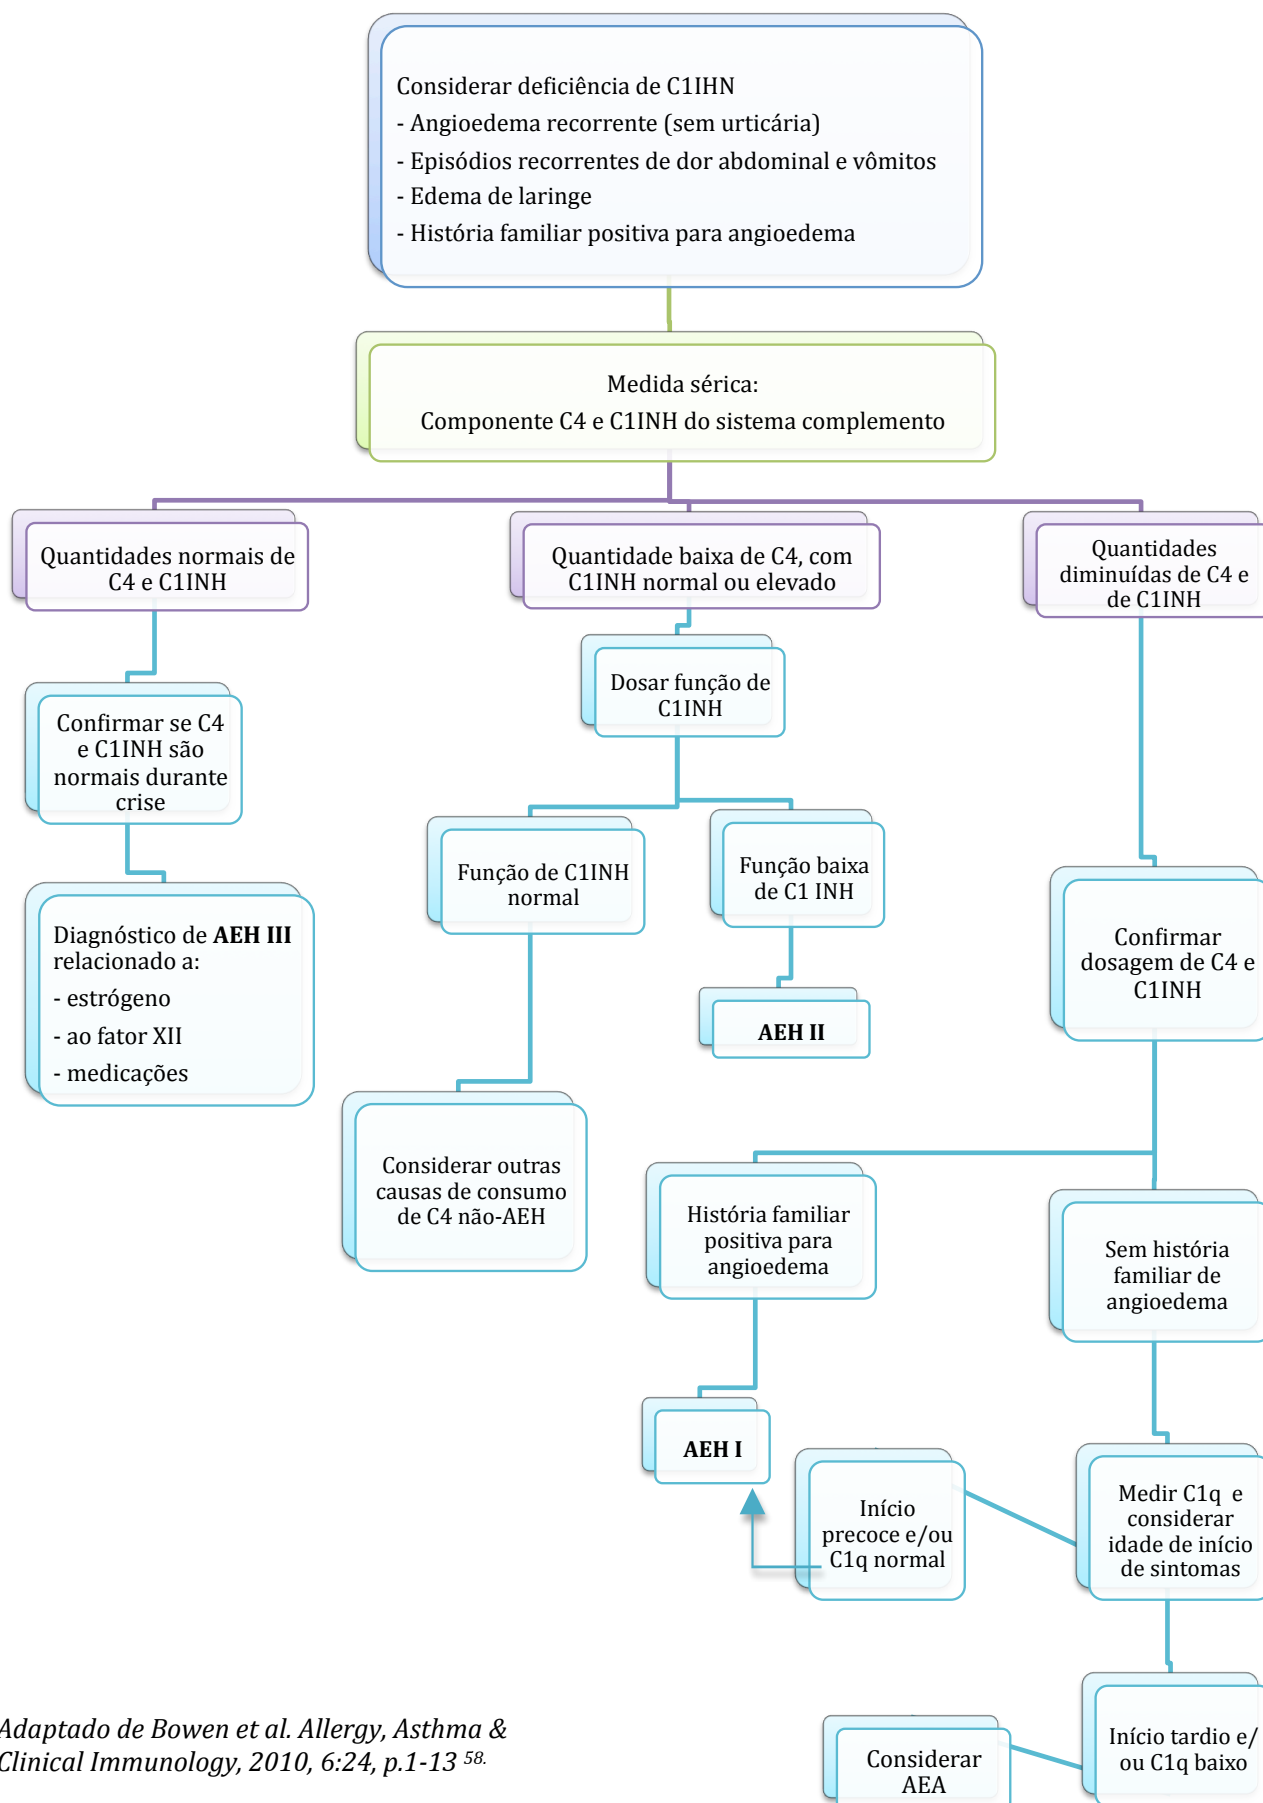 Considerar deficiência de C1IHN
- Angioedema recorrente (sem urticária)
- Episódios recorrentes de dor abdominal e vômitos
- Edema de laringe
- História familiar positiva para angioedema
Medida sérica:
Componente C4 e C1INH do sistema complemento
Quantidades normais de
C4 e C1INH
Quantidade baixa de C4, com
C1INH normal ou elevado
Quantidades
diminuídas de C4 e
de C1INH
Confirmar se C4
e C1INH são
normais durante
crise
Dosar função de
C1INH
Função de C1INH
normal
Função baixa
de C1 INH
Diagnóstico de AEH III
relacionado a:
- estrógeno
- ao fator XII
- medicações
Confirmar
dosagem de C4 e
C1INH
AEH II
Considerar outras
causas de consumo
de C4 não-AEH
História familiar
positiva para
angioedema
Sem história
familiar de
angioedema
AEH I
Início
precoce e/ou
C1q normal
Medir C1q e
considerar
idade de início
de sintomas
Início tardio e/
ou C1q baixo
Considerar
AEA
Adaptado de Bowen et al. Allergy, Asthma &
Clinical Immunology, 2010, 6:24, p.1-13 58.